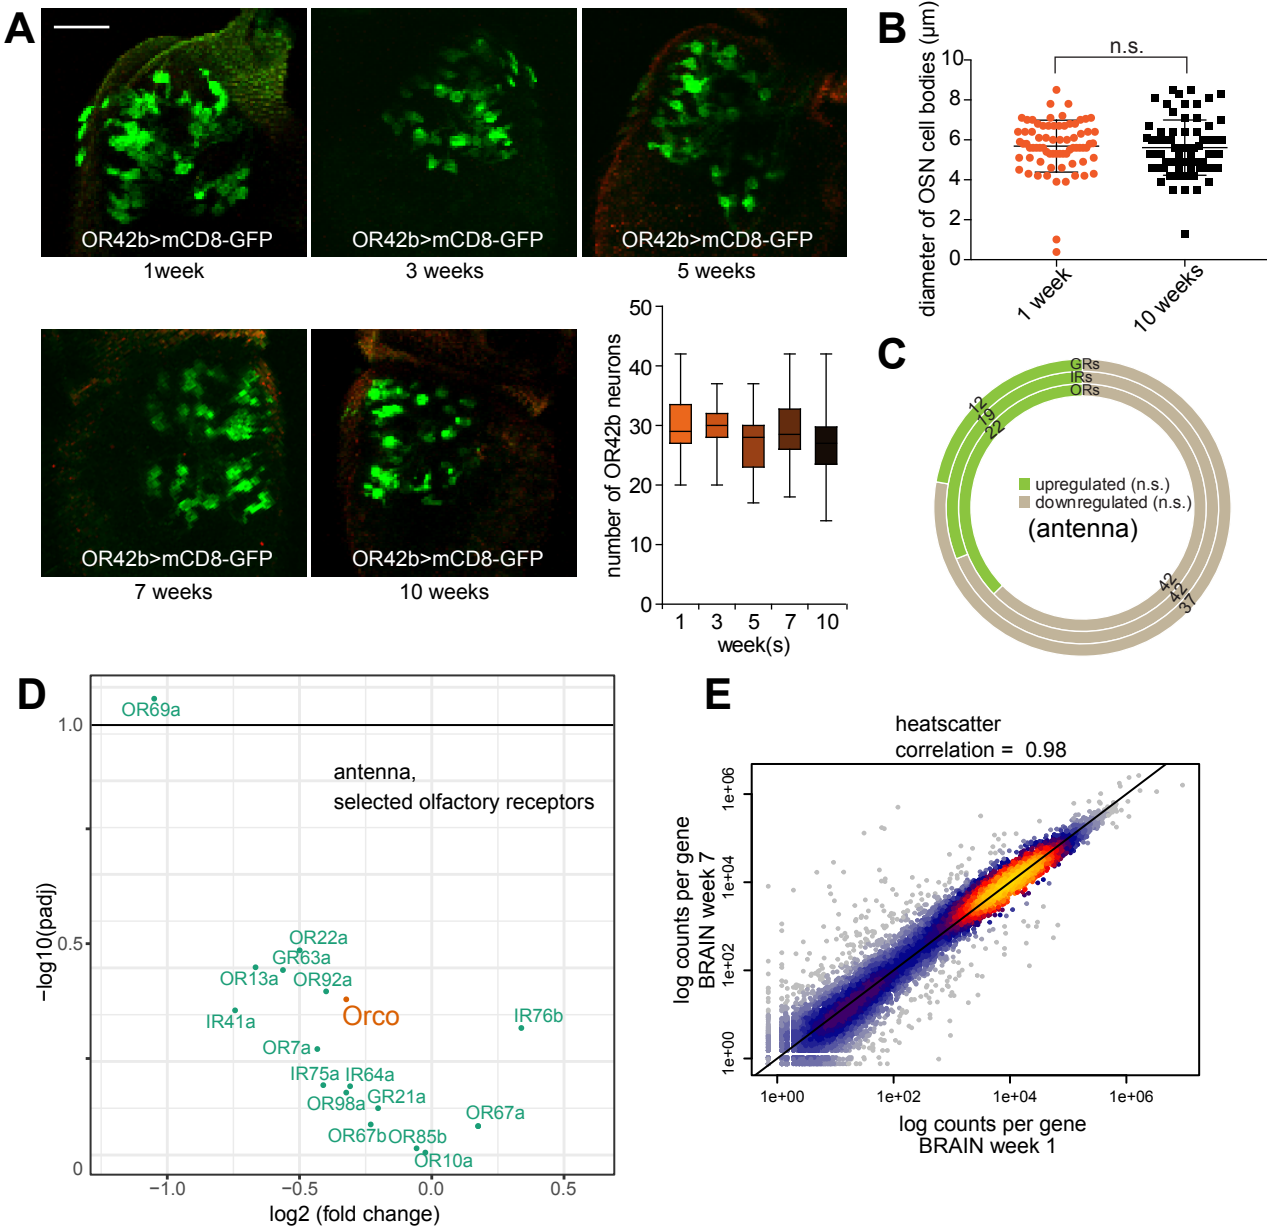 A
OR42b>mCD8-GFP
1week
OR42b>mCD8-GFP
3 weeks
OR42b>mCD8-GFP
5 weeks
OR42b>mCD8-GFP
7 weeks
OR42b>mCD8-GFP
10 weeks
number of OR42b neurons
50
40
30
20
10
0
1 3 5 7 10
week(s)
B
diameter of OSN cell bodies (μm)
n.s.
10
8
6
4
2
0
1 week
10 weeks
C
GRs
IRs
ORs
12
19
22
upregulated (n.s.)
downregulated (n.s.)
(antenna)
42
42
37
D
−log10(padj)
1.0
0.5
0
OR69a
antenna,
selected olfactory receptors
OR22a
GR63a
OR13a
OR92a
Orco
IR41a
IR76b
OR7a
IR75a
IR64a
OR98a
GR21a
OR67a
OR67b
OR85b
OR10a
−1.0 −0.5 0.0 0.5
log2 (fold change)
E
heatscatter
correlation = 0.98
log counts per gene
BRAIN week 7
1e+06
1e+04
1e+02
1e+00
1e+00 1e+02 1e+04 1e+06
log counts per gene
BRAIN week 1